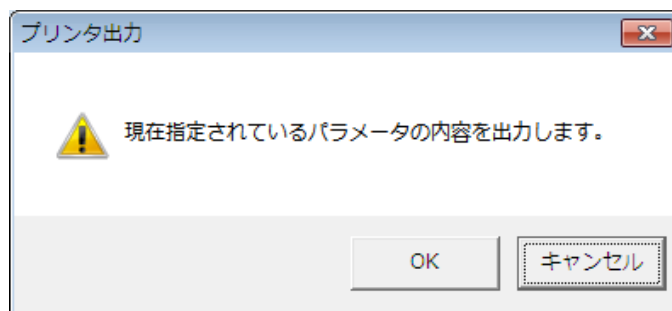 プリンタ出力
現在指定されているパラメータの内容を出力します。
OK
キャンセル